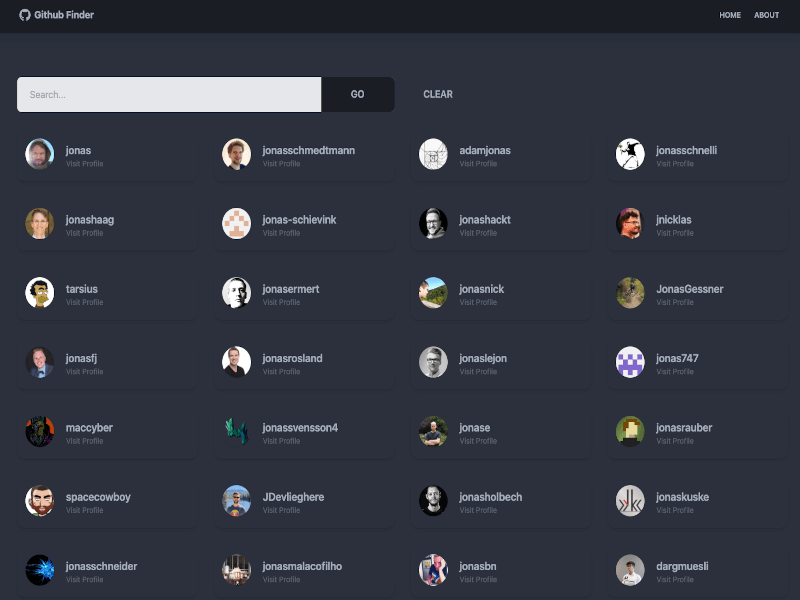 Github Finder
HOME ABOUT
Search...
GO
CLEAR
jonas
Visit Profile
jonasschmedtmann
Visit Profile
adamjonas
Visit Profile
jonasschnelli
Visit Profile
jonashaag
Visit Profile
jonas-schievink
Visit Profile
jonashackt
Visit Profile
jnicklas
Visit Profile
tarsius
Visit Profile
jonasermert
Visit Profile
jonasnick
Visit Profile
JonasGessner
Visit Profile
jonasfj
Visit Profile
jonasrosland
Visit Profile
jonaslejon
Visit Profile
jonas747
Visit Profile
maccyber
Visit Profile
jonassvensson4
Visit Profile
jonase
Visit Profile
jonasrauber
Visit Profile
spacecowboy
Visit Profile
JDevlieghere
Visit Profile
jonasholbech
Visit Profile
jonaskuske
Visit Profile
jonasschneider
Visit Profile
jonasmalacofilho
Visit Profile
jonasbn
Visit Profile
dargmuesli
Visit Profile